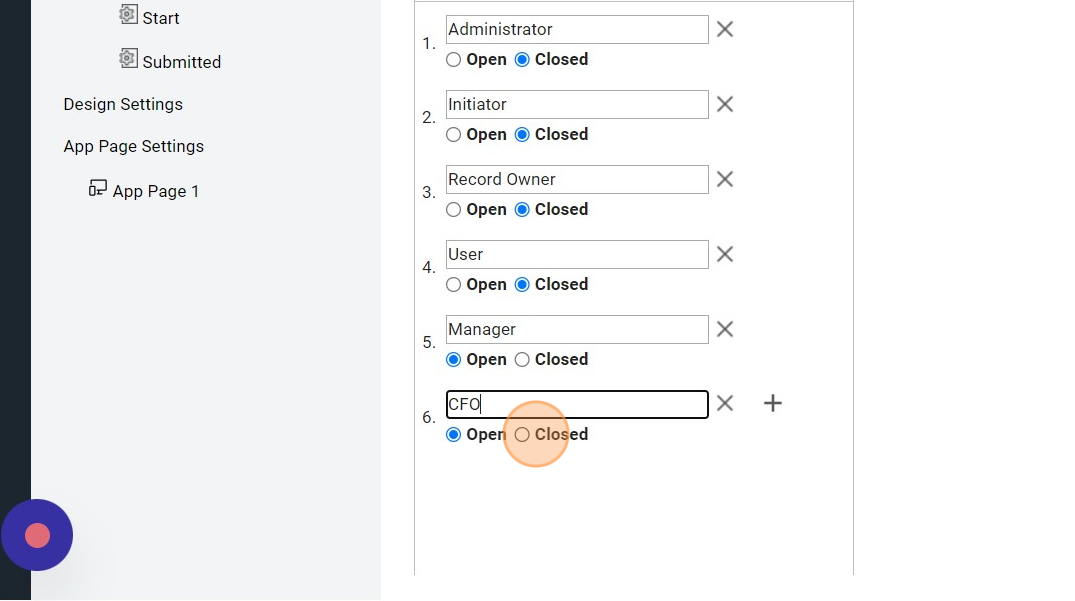 Start
Submitted
Design Settings
App Page Settings
App Page 1
1.
Administrator
Open Closed
2.
Initiator
Open Closed
3.
Record Owner
Open Closed
4.
User
Open Closed
5.
Manager
Open Closed
6.
CFO
Open Closed